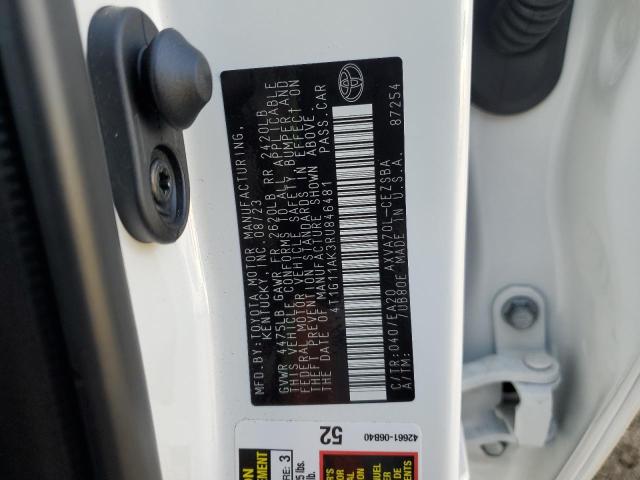 MFD.BY:TOYOTA MOTOR MANUFACTURING,
KENTUCKY, INC. 08/23
GVWR 4475LB GAWR FR 2620LB RR 2420LB
THIS VEHICLE CONFORMS TO ALL APPLICABLE
FEDERAL MOTOR VEHICLE SAFETY, BUMPER AND
THEFT PREVENTION STANDARDS IN EFFECT ON
THE DATE OF MANUFACTURE SHOWN ABOVE.
4T1G11AK3RU846481 PASS.CAR
C/TR:040/EA20 AXVA70L-CEZSBA
A/TM: /UB80E MADE IN U.S.A. 87254
52
42661-06B40